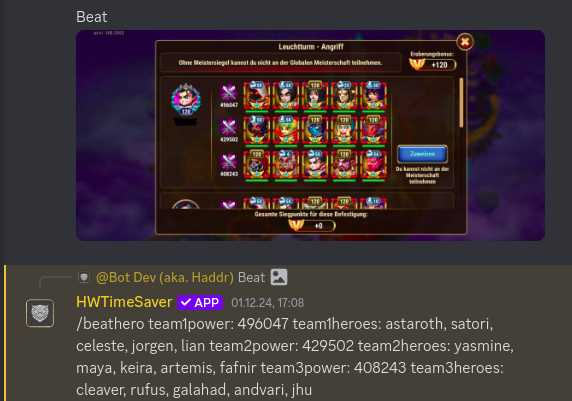 Beat
Leuchtturm - Angriff
Ohne Meistersiegel kannst du nicht an der Globalen Meisterschaft teilnehmen.
Eroberungsbonus:
+120
120
496047
429502
408243
Zuweisen
Du kannst nicht an der
Meisterschaft
teilnehmen
Gesamte Siegpunkte für diese Befestigung:
+0
@Bot Dev (aka. Haddr) Beat
HWTimeSaver ✓ APP 01.12.24, 17:08
/beathero team1power: 496047 team1heroes: astaroth, satori,
celeste, jorgen, lian team2power: 429502 team2heroes: yasmine,
maya, keira, artemis, fafnir team3power: 408243 team3heroes:
cleaver, rufus, galahad, andvari, jhu